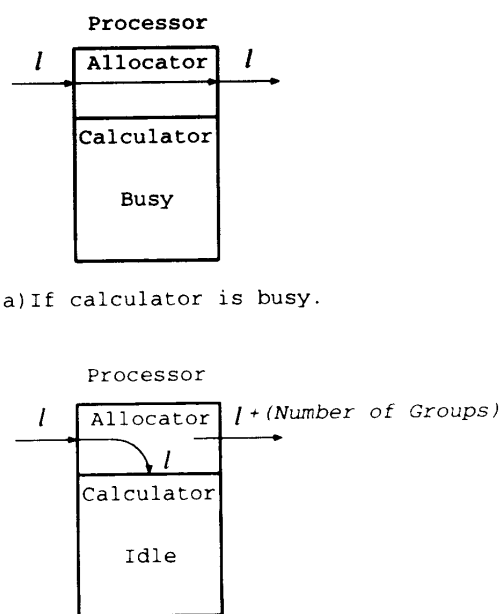 Processor
l
Allocator
l
Calculator
Busy
a)If calculator is busy.
Processor
l
Allocator
l+(Number of Groups)
l
Calculator
Idle